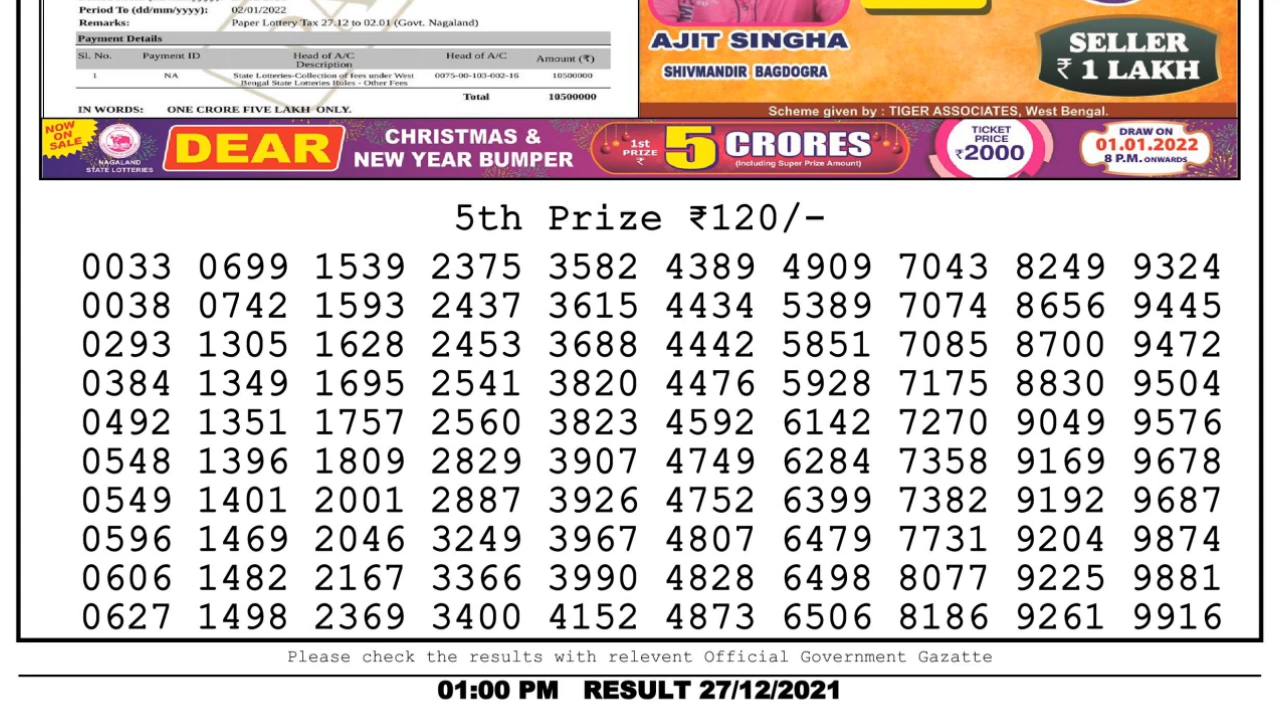 Period To (dd/mm/yyyy): 02/01/2022
Remarks: Paper Lottery Tax 27.12 to 02.01 (Govt. Nagaland)
Payment Details
Sl. No. Payment ID Head of A/C Description Head of A/C Amount (₹)
1 NA State Lotteries-Collection of fees under West Bengal State Lotteries Rules - Other Fees 0075-00-103-002-16 10500000
Total 10500000
IN WORDS: ONE CRORE FIVE LAKH ONLY.
AJIT SINGHA
SHIVMANDIR BAGDOGRA
SELLER
₹ 1 LAKH
Scheme given by : TIGER ASSOCIATES, West Bengal.
NOW ON SALE
NAGALAND
STATE LOTTERIES
DEAR
CHRISTMAS &
NEW YEAR BUMPER
1st PRIZE ₹
5 CRORES
(Including Super Prize Amount)
TICKET PRICE
₹2000
DRAW ON
01.01.2022
8 P.M. ONWARDS
5th Prize ₹120/-
0033 0699 1539 2375 3582 4389 4909 7043 8249 9324
0038 0742 1593 2437 3615 4434 5389 7074 8656 9445
0293 1305 1628 2453 3688 4442 5851 7085 8700 9472
0384 1349 1695 2541 3820 4476 5928 7175 8830 9504
0492 1351 1757 2560 3823 4592 6142 7270 9049 9576
0548 1396 1809 2829 3907 4749 6284 7358 9169 9678
0549 1401 2001 2887 3926 4752 6399 7382 9192 9687
0596 1469 2046 3249 3967 4807 6479 7731 9204 9874
0606 1482 2167 3366 3990 4828 6498 8077 9225 9881
0627 1498 2369 3400 4152 4873 6506 8186 9261 9916
Please check the results with relevent Official Government Gazatte
01:00 PM RESULT 27/12/2021